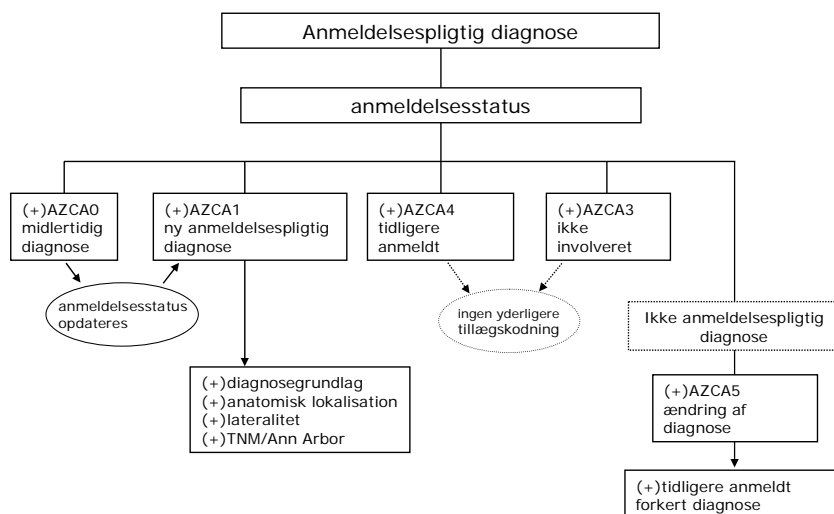 Anmeldelsespligtig diagnose
anmeldelsesstatus
(+)AZCA0
midlertidig
diagnose
(+)AZCA1
ny anmeldelsespligtig
diagnose
(+)AZCA4
tidligere
anmeldt
(+)AZCA3
ikke
involveret
anmeldelsesstatus
opdateres
ingen yderligere
tillægskodning
Ikke anmeldelsespligtig
diagnose
(+)diagnosegrundlag
(+)anatomisk lokalisation
(+)lateralitet
(+)TNM/Ann Arbor
(+)AZCA5
ændring af
diagnose
(+)tidligere anmeldt
forkert diagnose